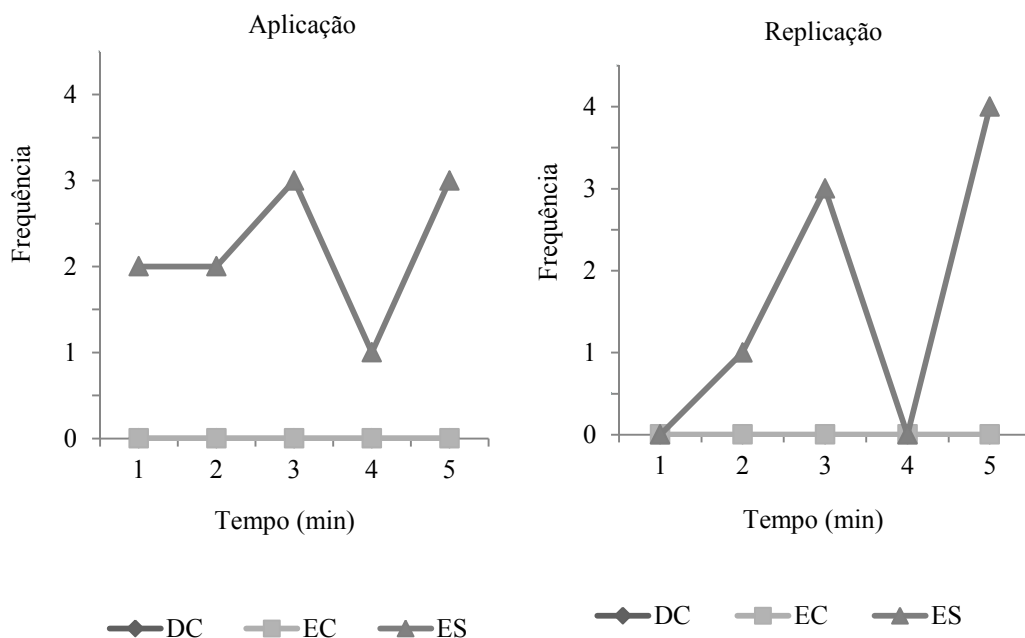 Aplicação
4
3
2
1
0
Frequência
1 2 3 4 5
Tempo (min)
DC EC ES
Replicação
4
3
2
1
0
Frequência
1 2 3 4 5
Tempo (min)
DC EC ES